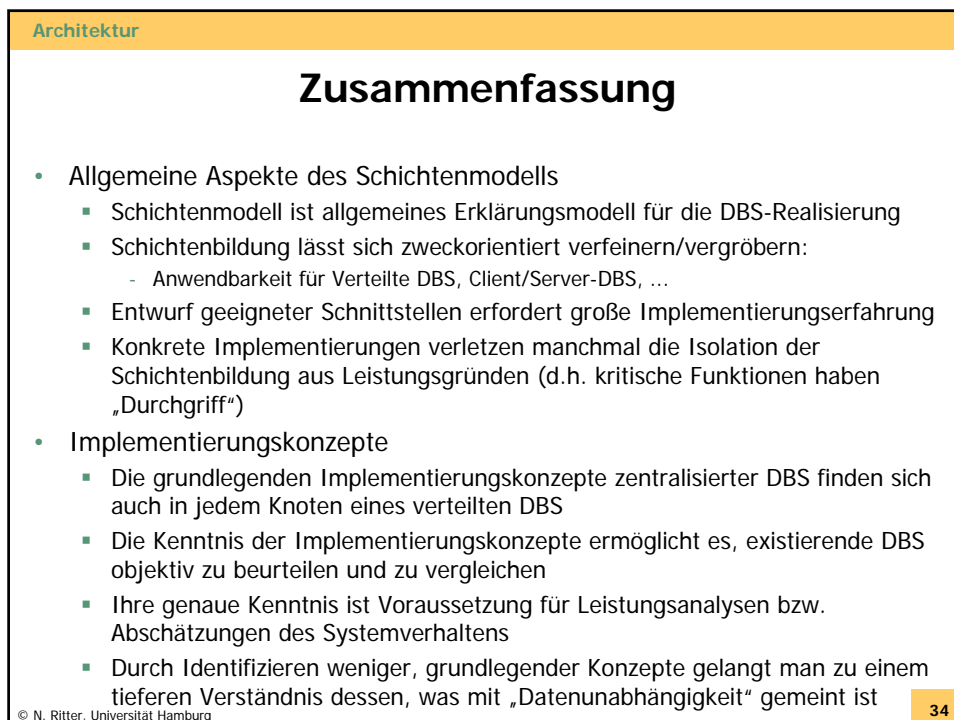 Architektur
Zusammenfassung
• Allgemeine Aspekte des Schichtenmodells
▪ Schichtenmodell ist allgemeines Erklärungsmodell für die DBS-Realisierung
▪ Schichtenbildung lässt sich zweckorientiert verfeinern/vergröbern:
- Anwendbarkeit für Verteilte DBS, Client/Server-DBS, ...
▪ Entwurf geeigneter Schnittstellen erfordert große Implementierungserfahrung
▪ Konkrete Implementierungen verletzen manchmal die Isolation der
Schichtenbildung aus Leistungsgründen (d.h. kritische Funktionen haben
„Durchgriff“)
• Implementierungskonzepte
▪ Die grundlegenden Implementierungskonzepte zentralisierter DBS finden sich
auch in jedem Knoten eines verteilten DBS
▪ Die Kenntnis der Implementierungskonzepte ermöglicht es, existierende DBS
objektiv zu beurteilen und zu vergleichen
▪ Ihre genaue Kenntnis ist Voraussetzung für Leistungsanalysen bzw.
Abschätzungen des Systemverhaltens
▪ Durch Identifizieren weniger, grundlegender Konzepte gelangt man zu einem
tieferen Verständnis dessen, was mit „Datenunabhängigkeit“ gemeint ist
© N. Ritter, Universität Hamburg
34